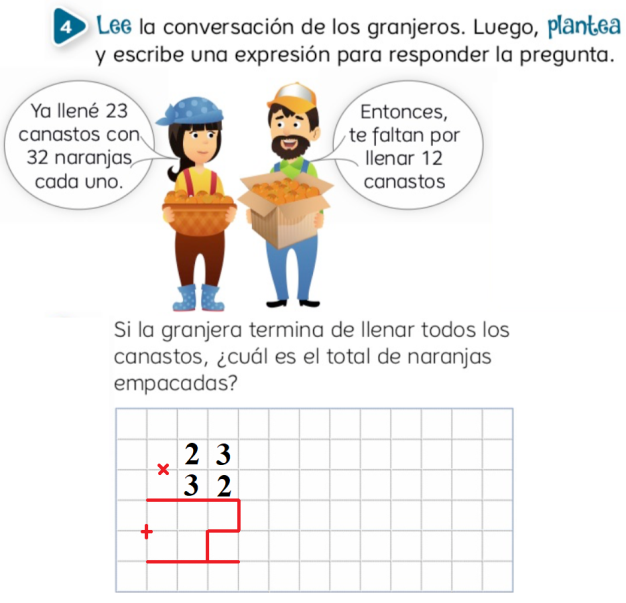 4 Lee la conversación de los granjeros. Luego, plantea
y escribe una expresión para responder la pregunta.
Ya llené 23
canastos con
32 naranjas
cada uno.
Entonces,
te faltan por
llenar 12
canastos
Si la granjera termina de llenar todos los
canastos, ¿cuál es el total de naranjas
empacadas?
2 3
×
3 2
+